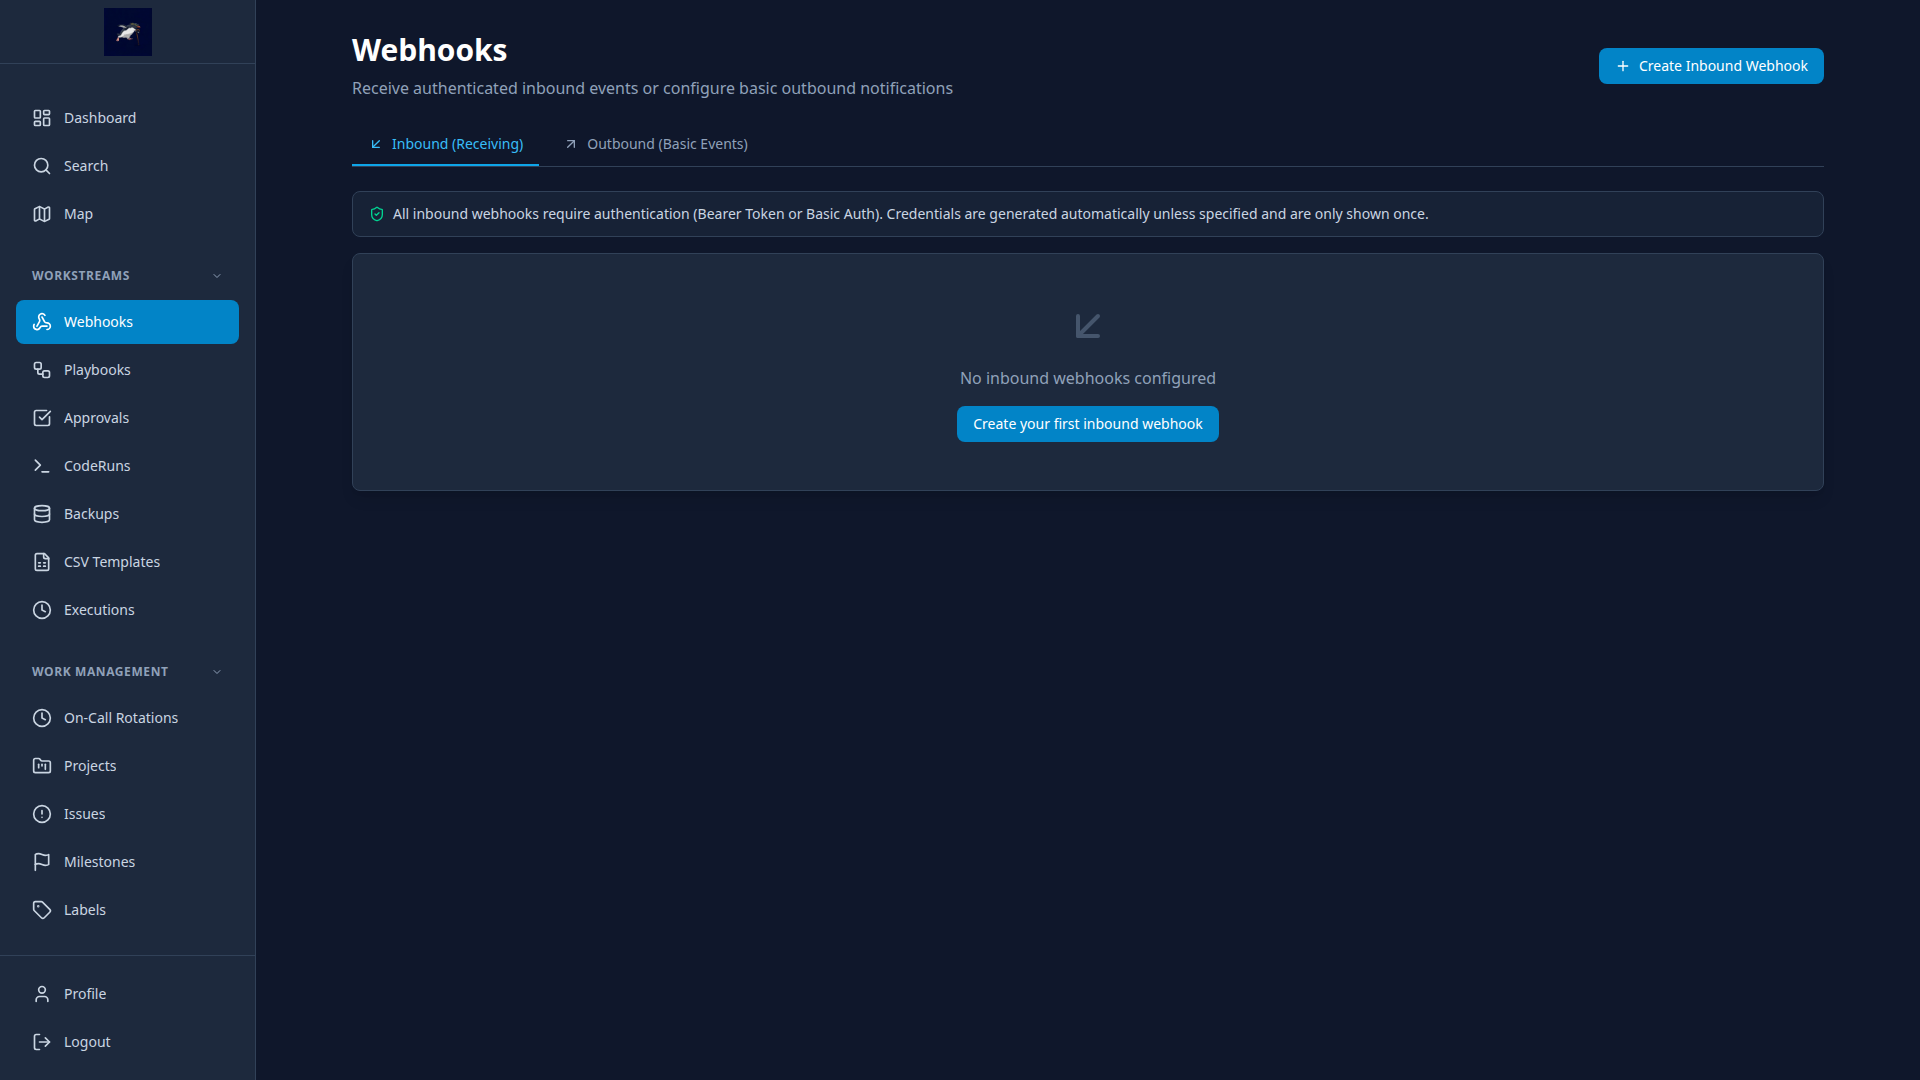 Dashboard
Search
Map
WORKSTREAMS
Webhooks
Playbooks
Approvals
CodeRuns
Backups
CSV Templates
Executions
WORK MANAGEMENT
On-Call Rotations
Projects
Issues
Milestones
Labels
Profile
Logout
Webhooks
Receive authenticated inbound events or configure basic outbound notifications
Create Inbound Webhook
Inbound (Receiving)
Outbound (Basic Events)
All inbound webhooks require authentication (Bearer Token or Basic Auth). Credentials are generated automatically unless specified and are only shown once.
No inbound webhooks configured
Create your first inbound webhook